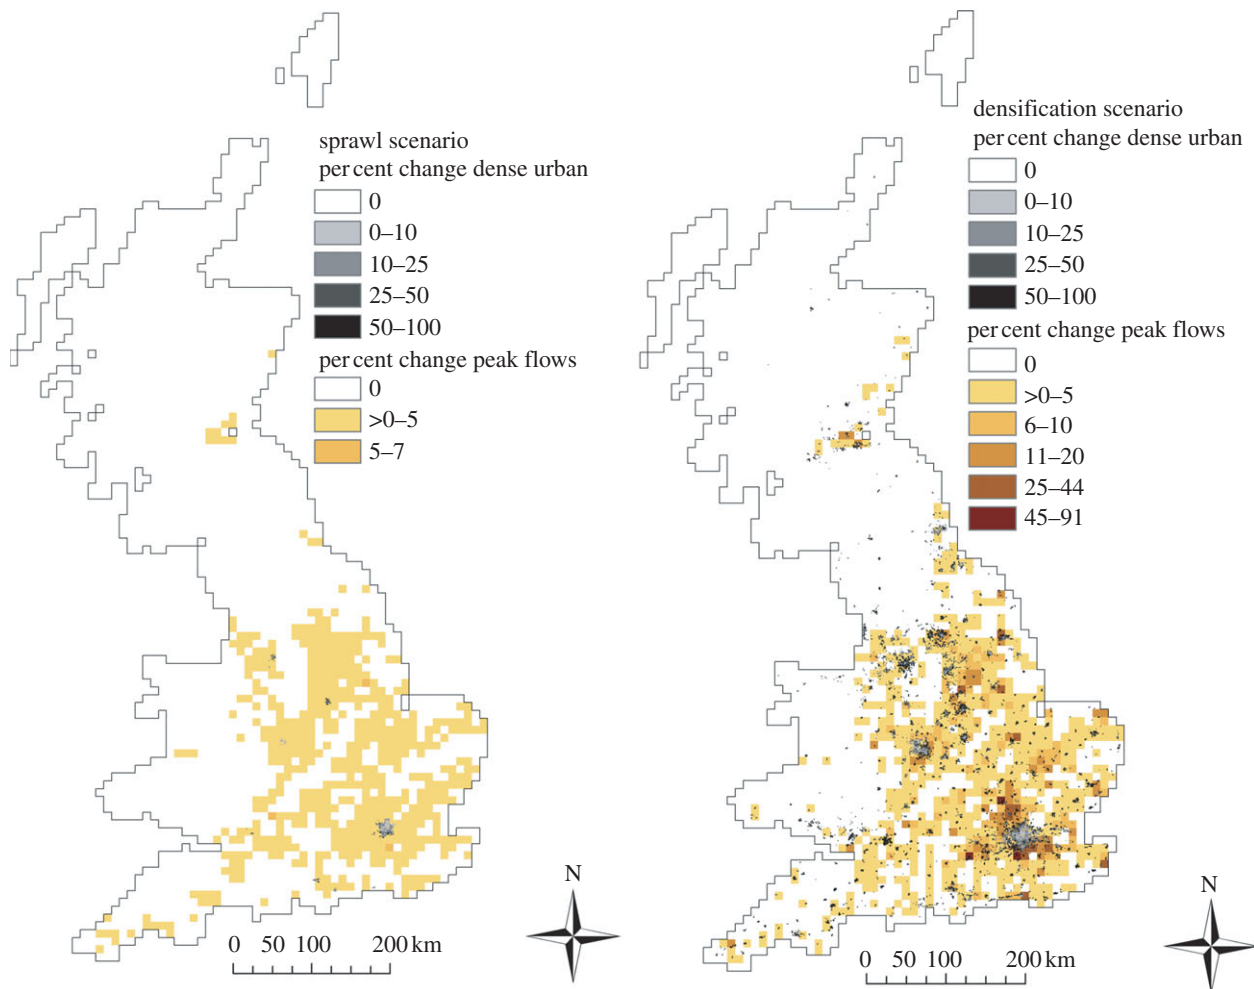 sprawl scenario
per cent change dense urban
0
0–10
10–25
25–50
50–100
per cent change peak flows
0
>0–5
5–7
N
0 50 100 200 km
densification scenario
per cent change dense urban
0
0–10
10–25
25–50
50–100
per cent change peak flows
0
>0–5
6–10
11–20
25–44
45–91
N
0 50 100 200 km